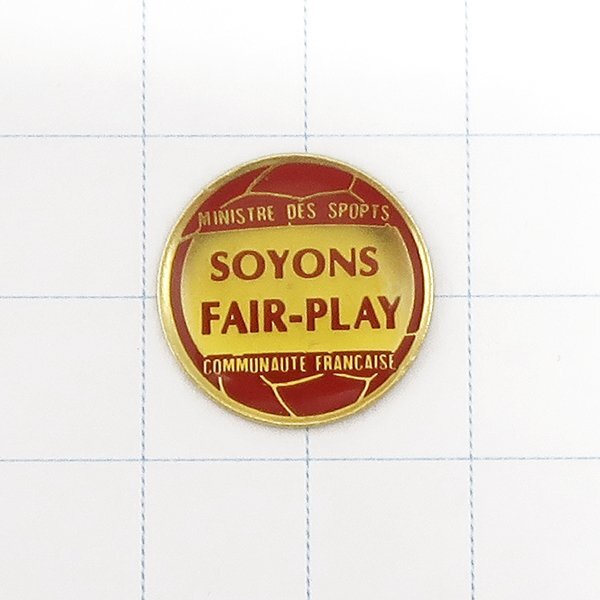 MINISTRE DES SPORTS
SOYONS
FAIR-PLAY
COMMUNAUTE FRANCAISE